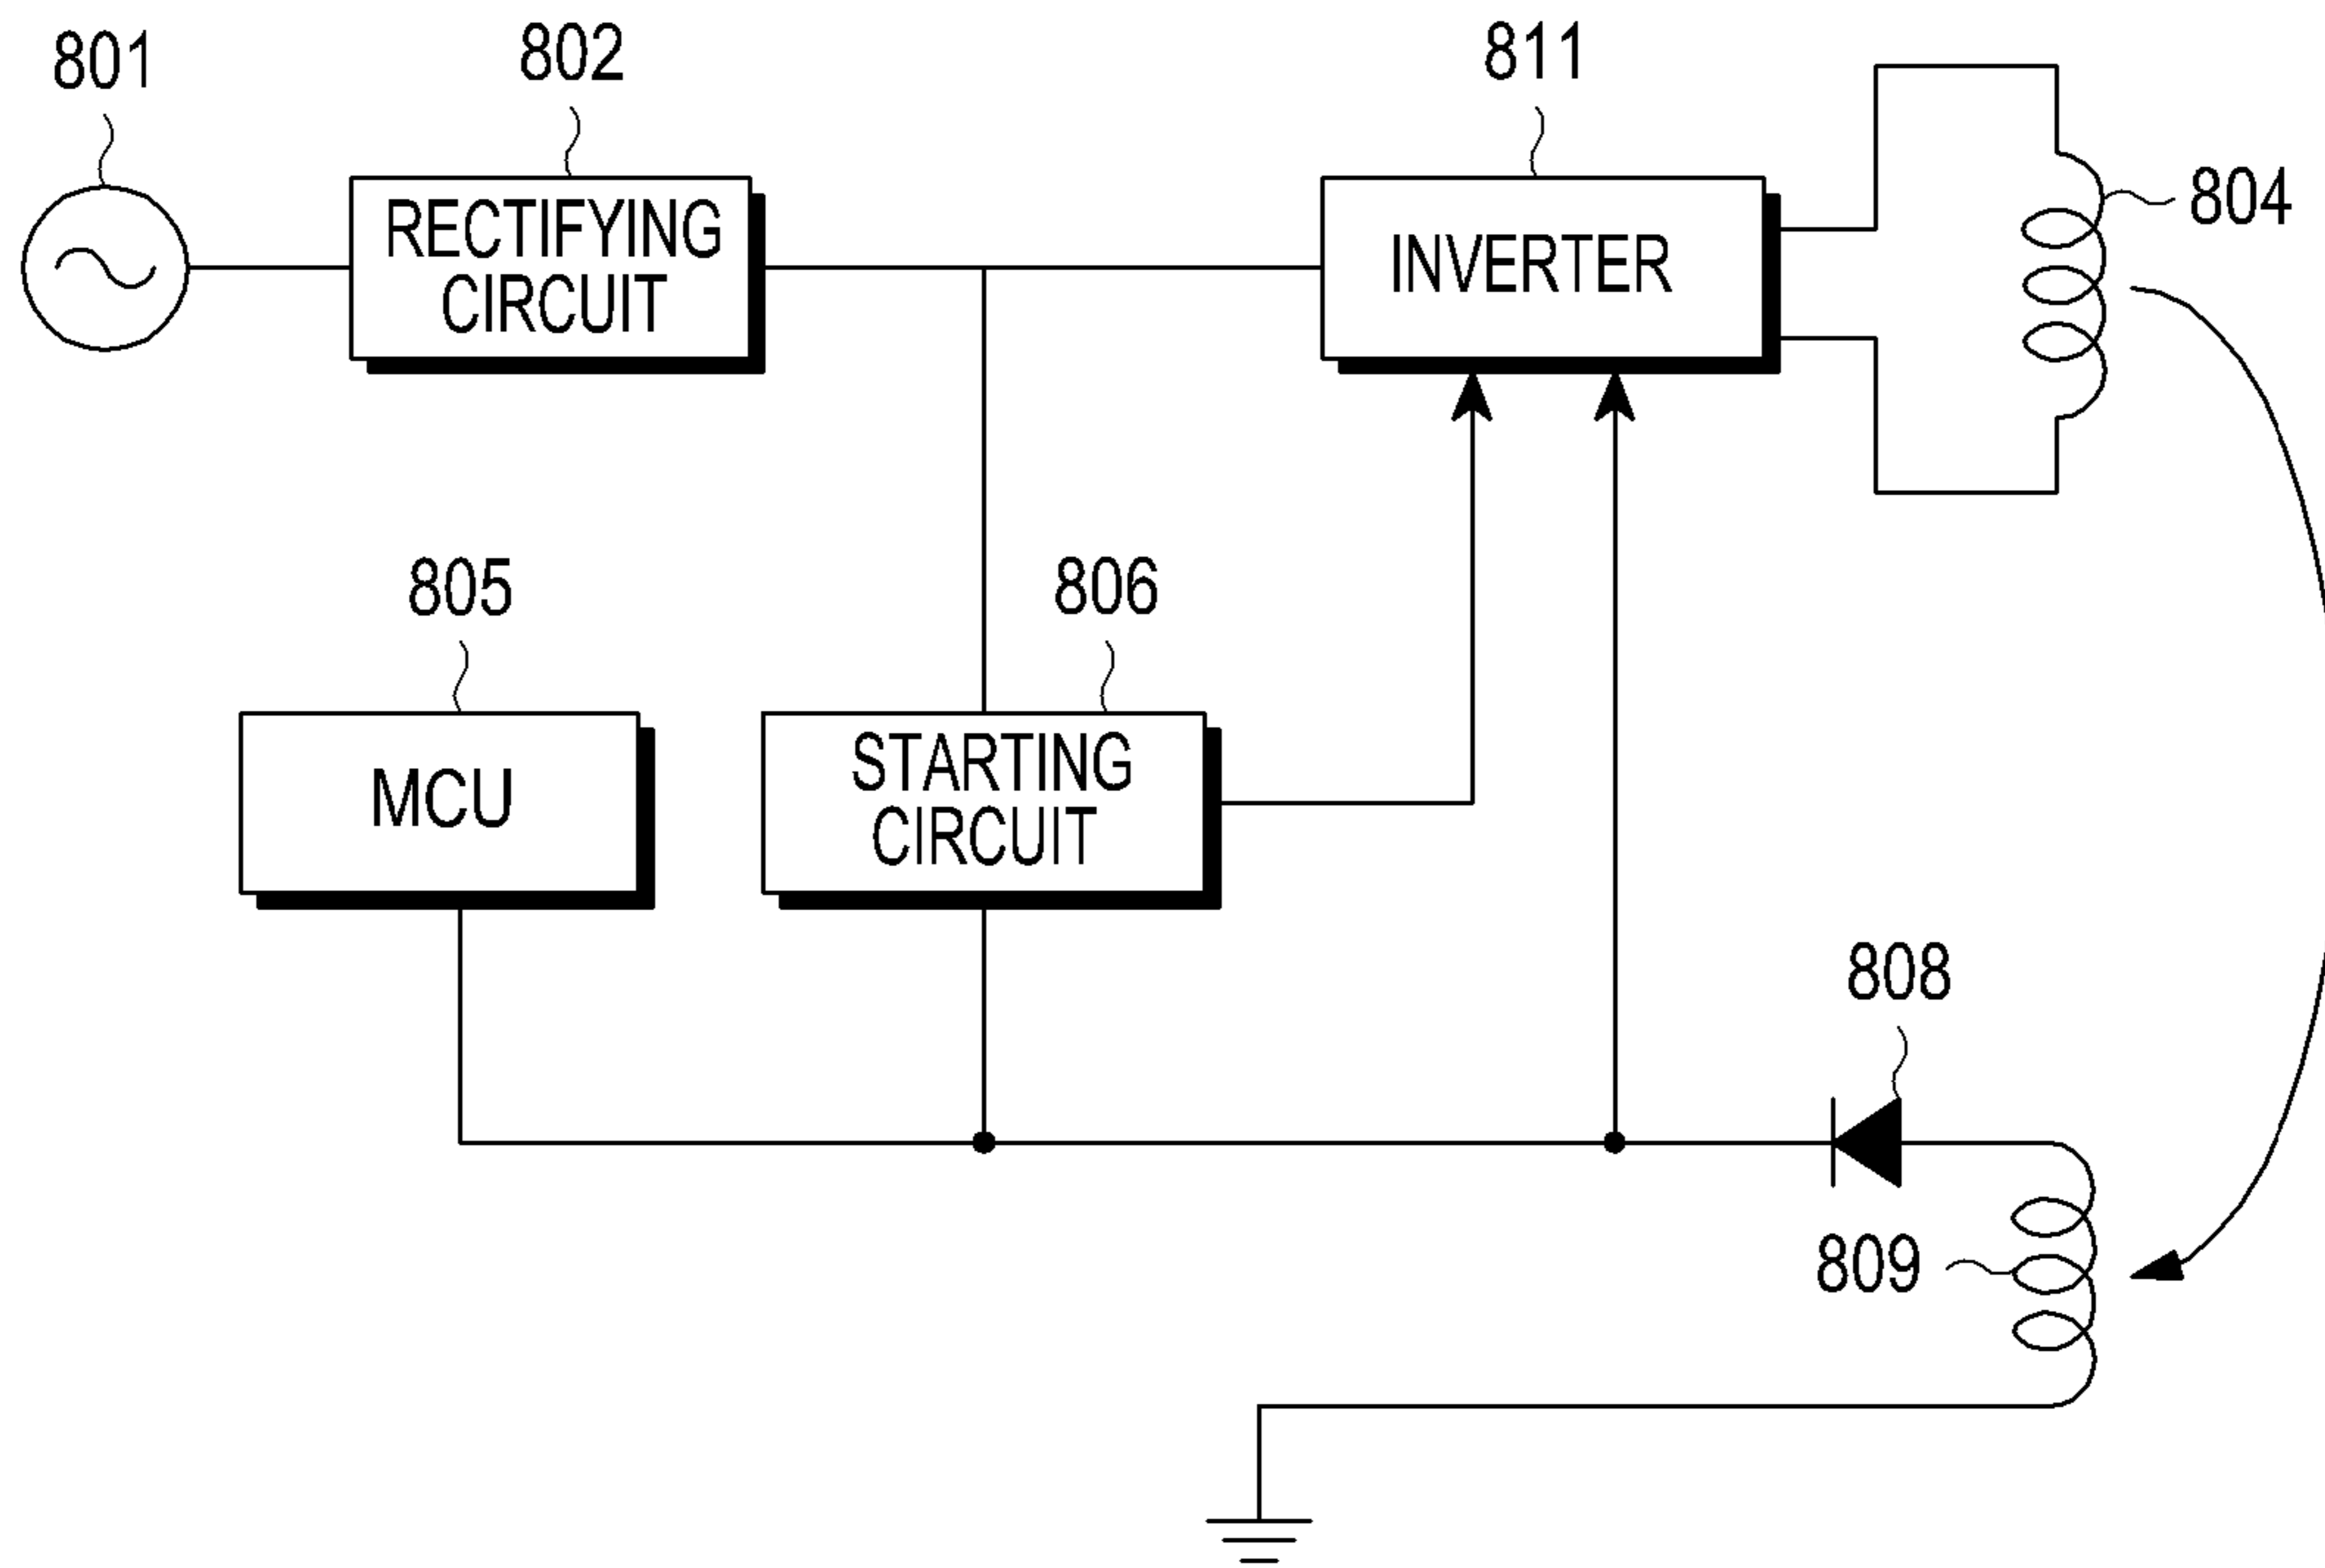 801
802
811
RECTIFYING
CIRCUIT
INVERTER
804
805
806
MCU
STARTING
CIRCUIT
808
809